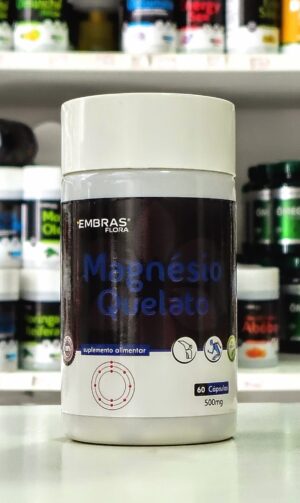 EMBRAS®
FLORA
Magnésio
Quelato
suplemento alimentar
60 Cápsulas
500mg